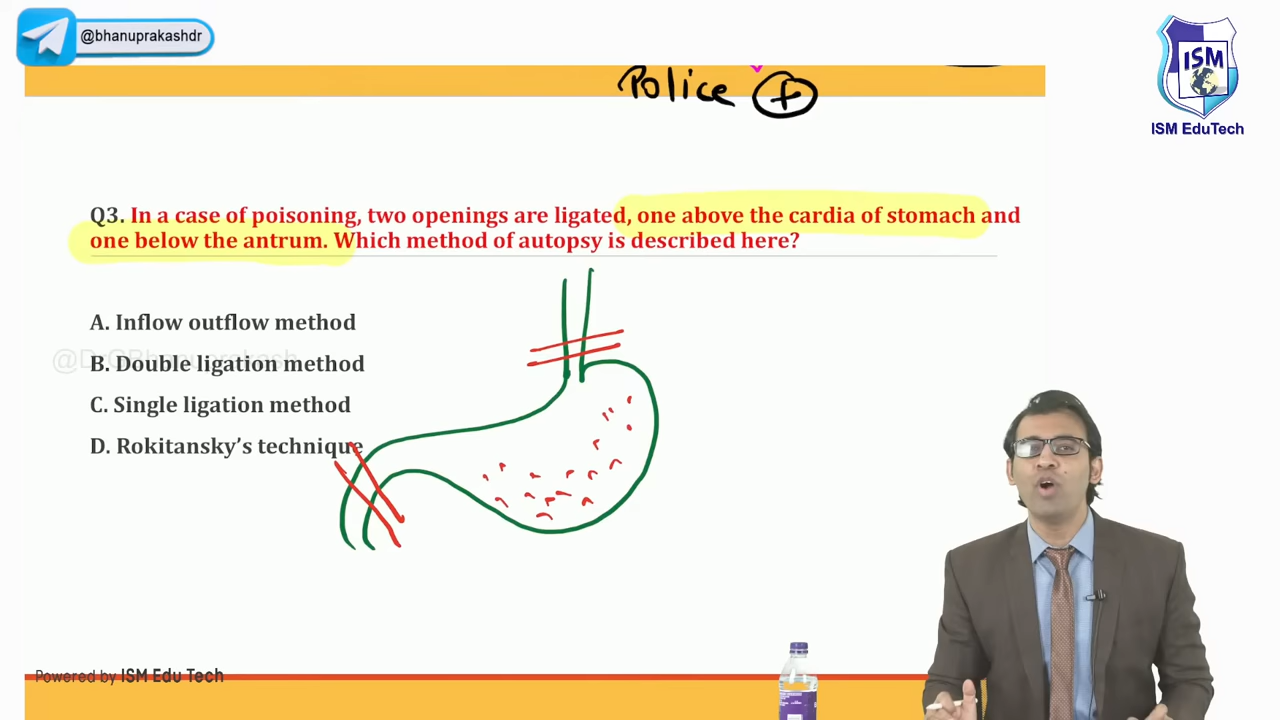 @bhanuprakashdr
ISM
ISM EduTech
Police +
Q3. In a case of poisoning, two openings are ligated, one above the cardia of stomach and
one below the antrum. Which method of autopsy is described here?
A. Inflow outflow method
@DrGBhanuprakash
B. Double ligation method
C. Single ligation method
D. Rokitansky’s technique
Powered by ISM Edu Tech